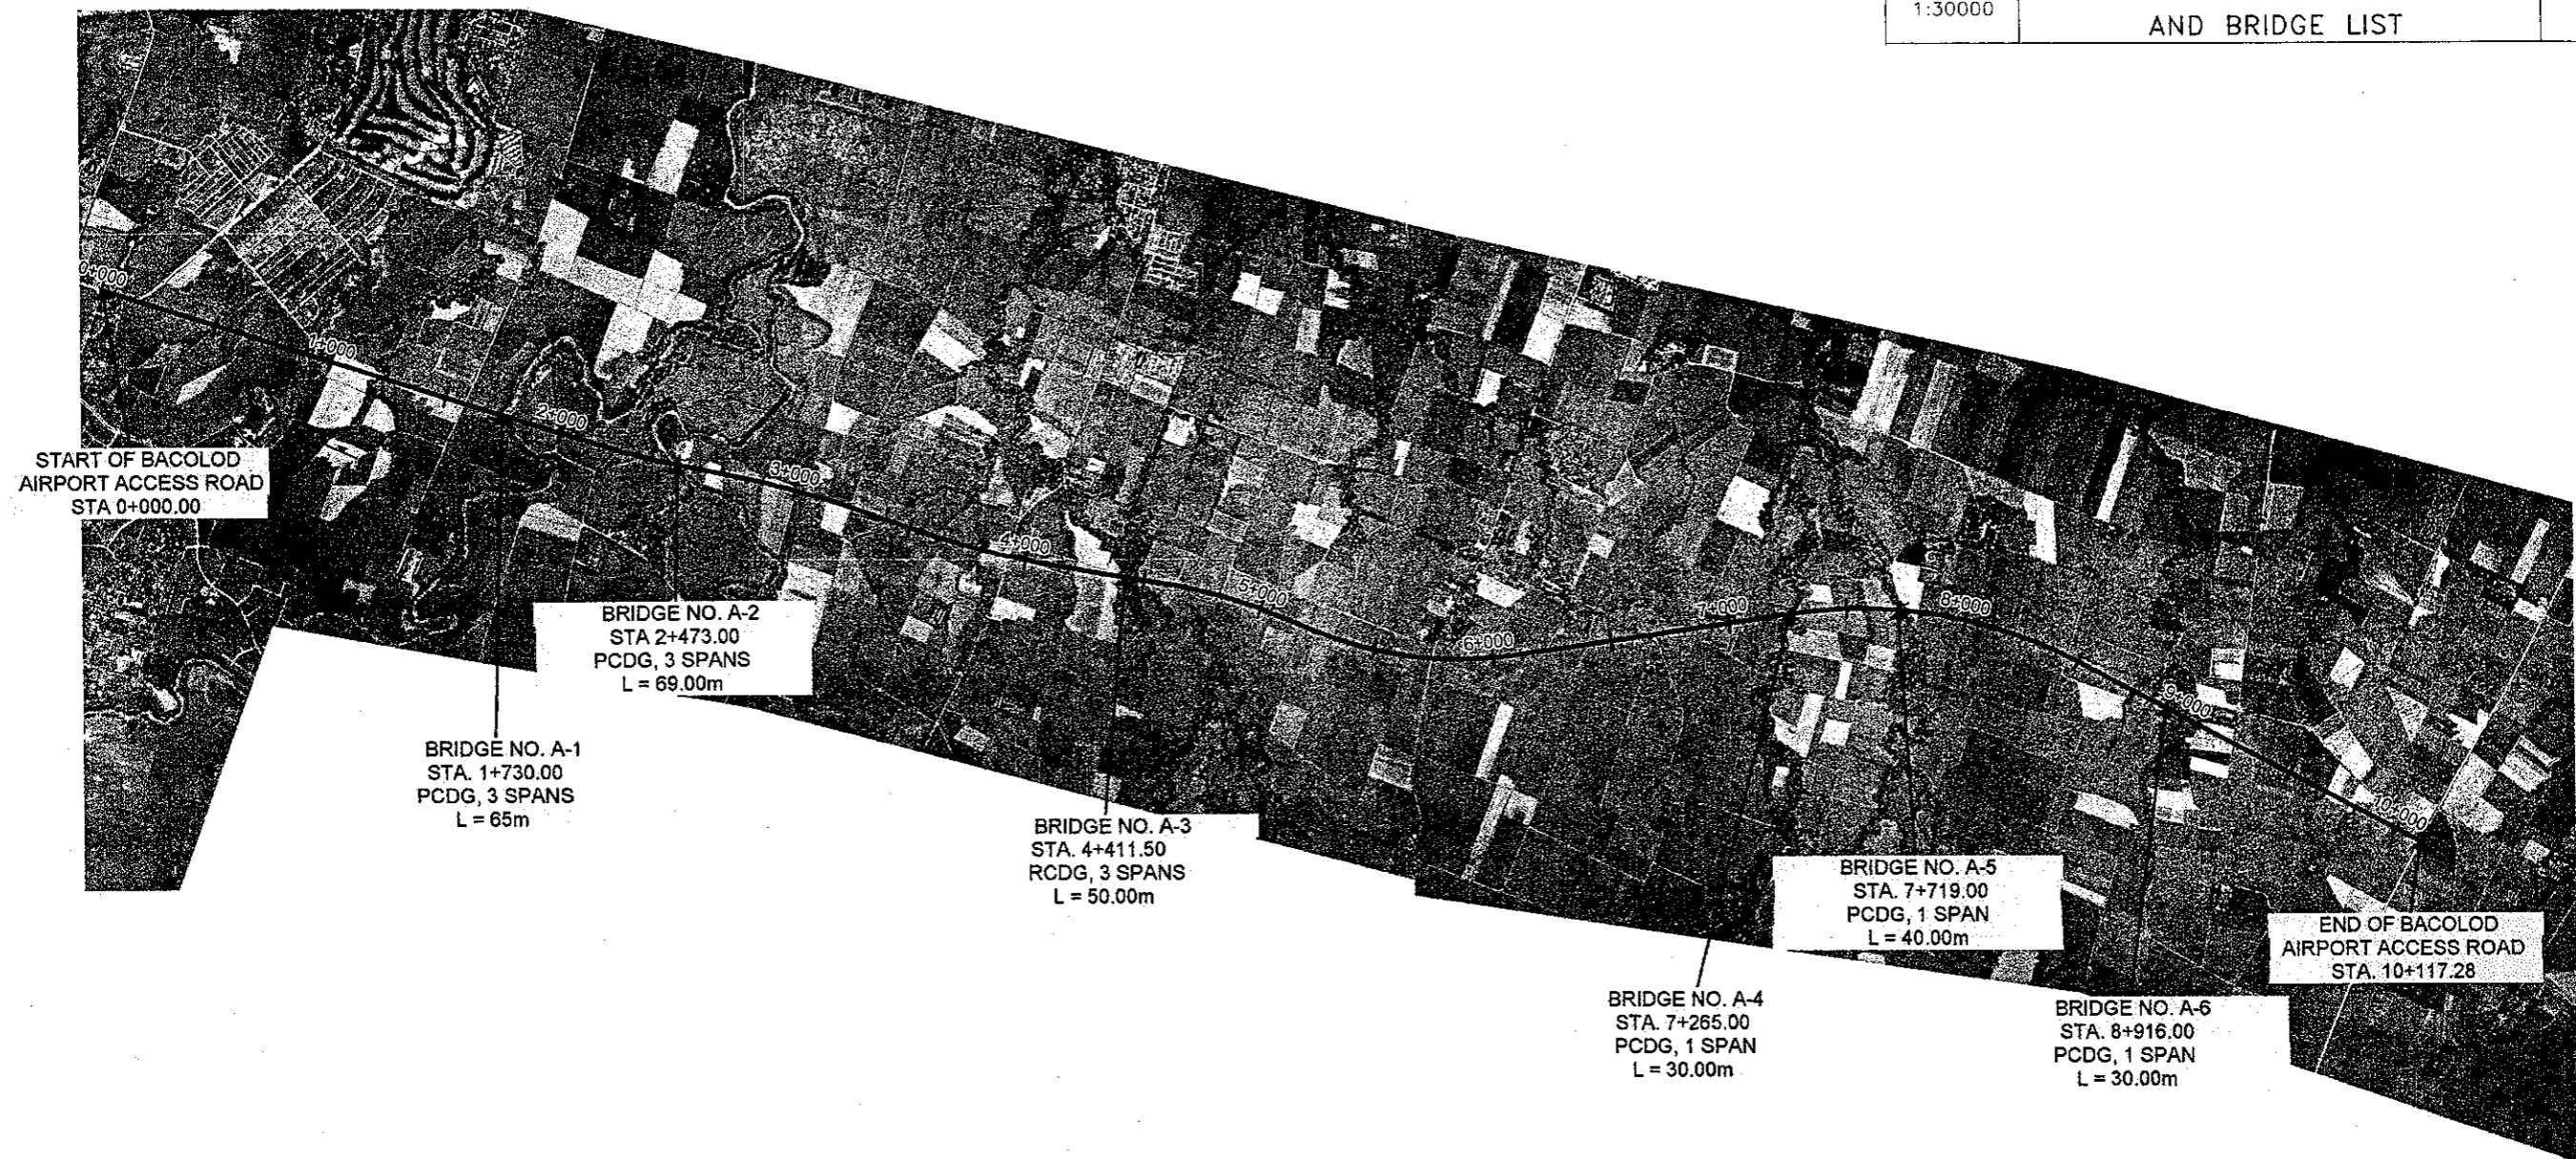 1:30000
AND BRIDGE LIST
0+000
1+000
2+000
3+000
4+000
5+000
6+000
7+000
8+000
9+000
10+000
START OF BACOLOD
AIRPORT ACCESS ROAD
STA 0+000.00
BRIDGE NO. A-1
STA. 1+730.00
PCDG, 3 SPANS
L = 65m
BRIDGE NO. A-2
STA 2+473.00
PCDG, 3 SPANS
L = 69.00m
BRIDGE NO. A-3
STA. 4+411.50
RCDG, 3 SPANS
L = 50.00m
BRIDGE NO. A-4
STA. 7+265.00
PCDG, 1 SPAN
L = 30.00m
BRIDGE NO. A-5
STA. 7+719.00
PCDG, 1 SPAN
L = 40.00m
BRIDGE NO. A-6
STA. 8+916.00
PCDG, 1 SPAN
L = 30.00m
END OF BACOLOD
AIRPORT ACCESS ROAD
STA. 10+117.28